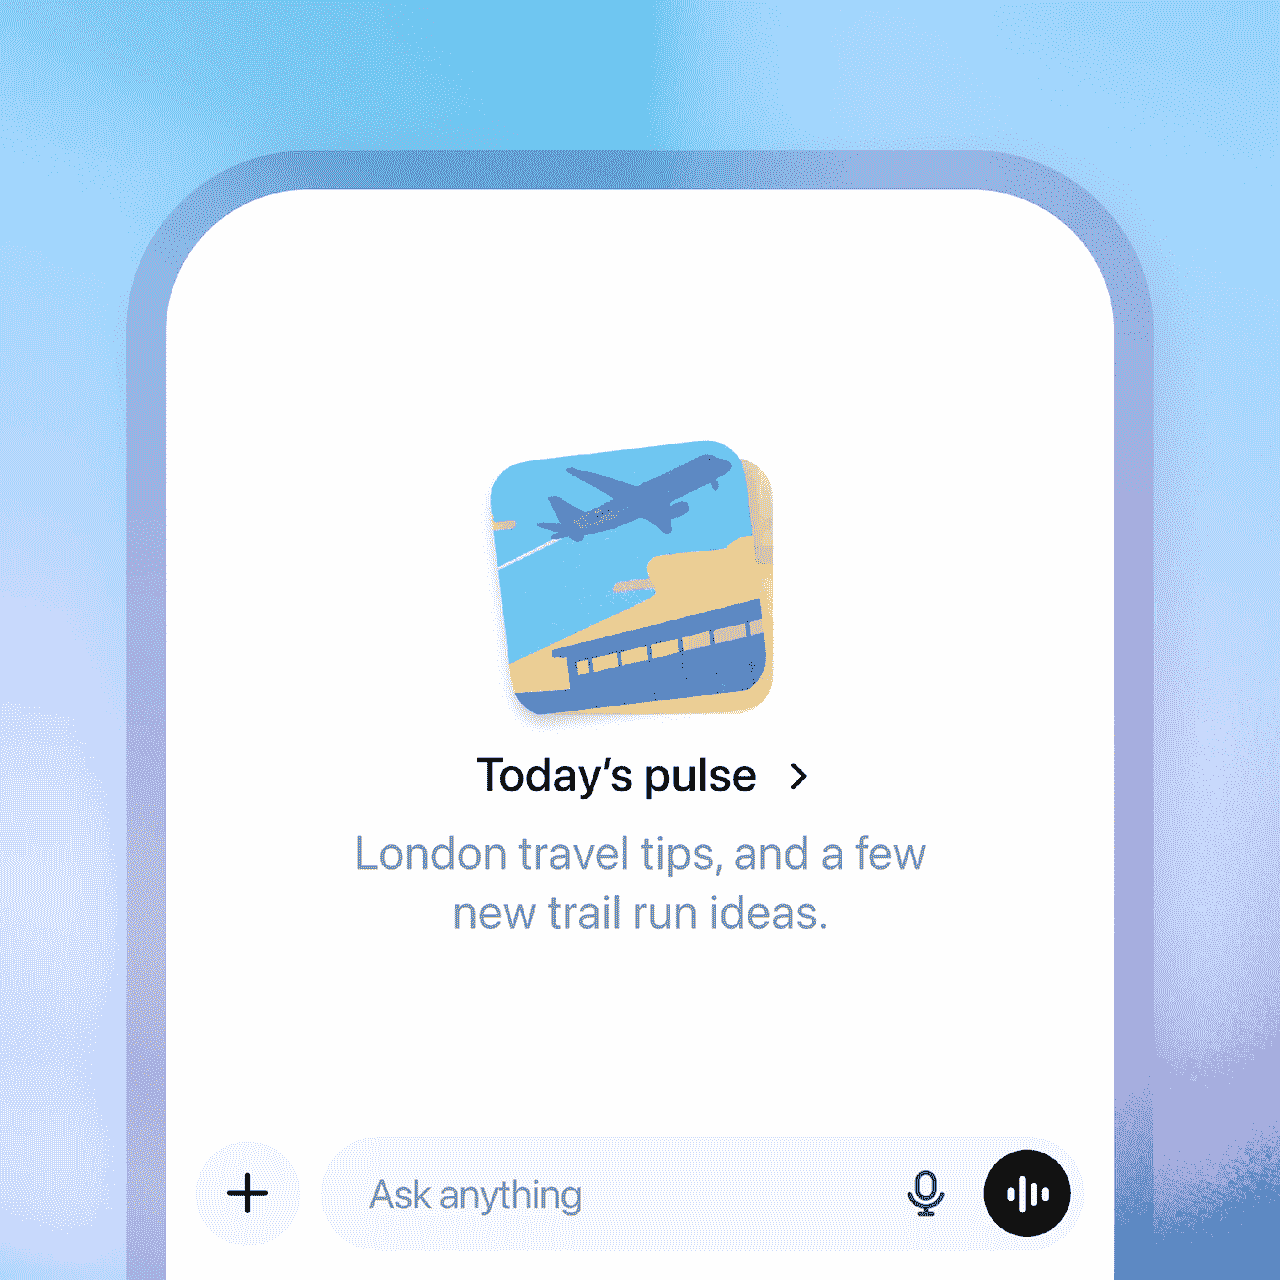 Today’s pulse
London travel tips, and a few
new trail run ideas.
Ask anything